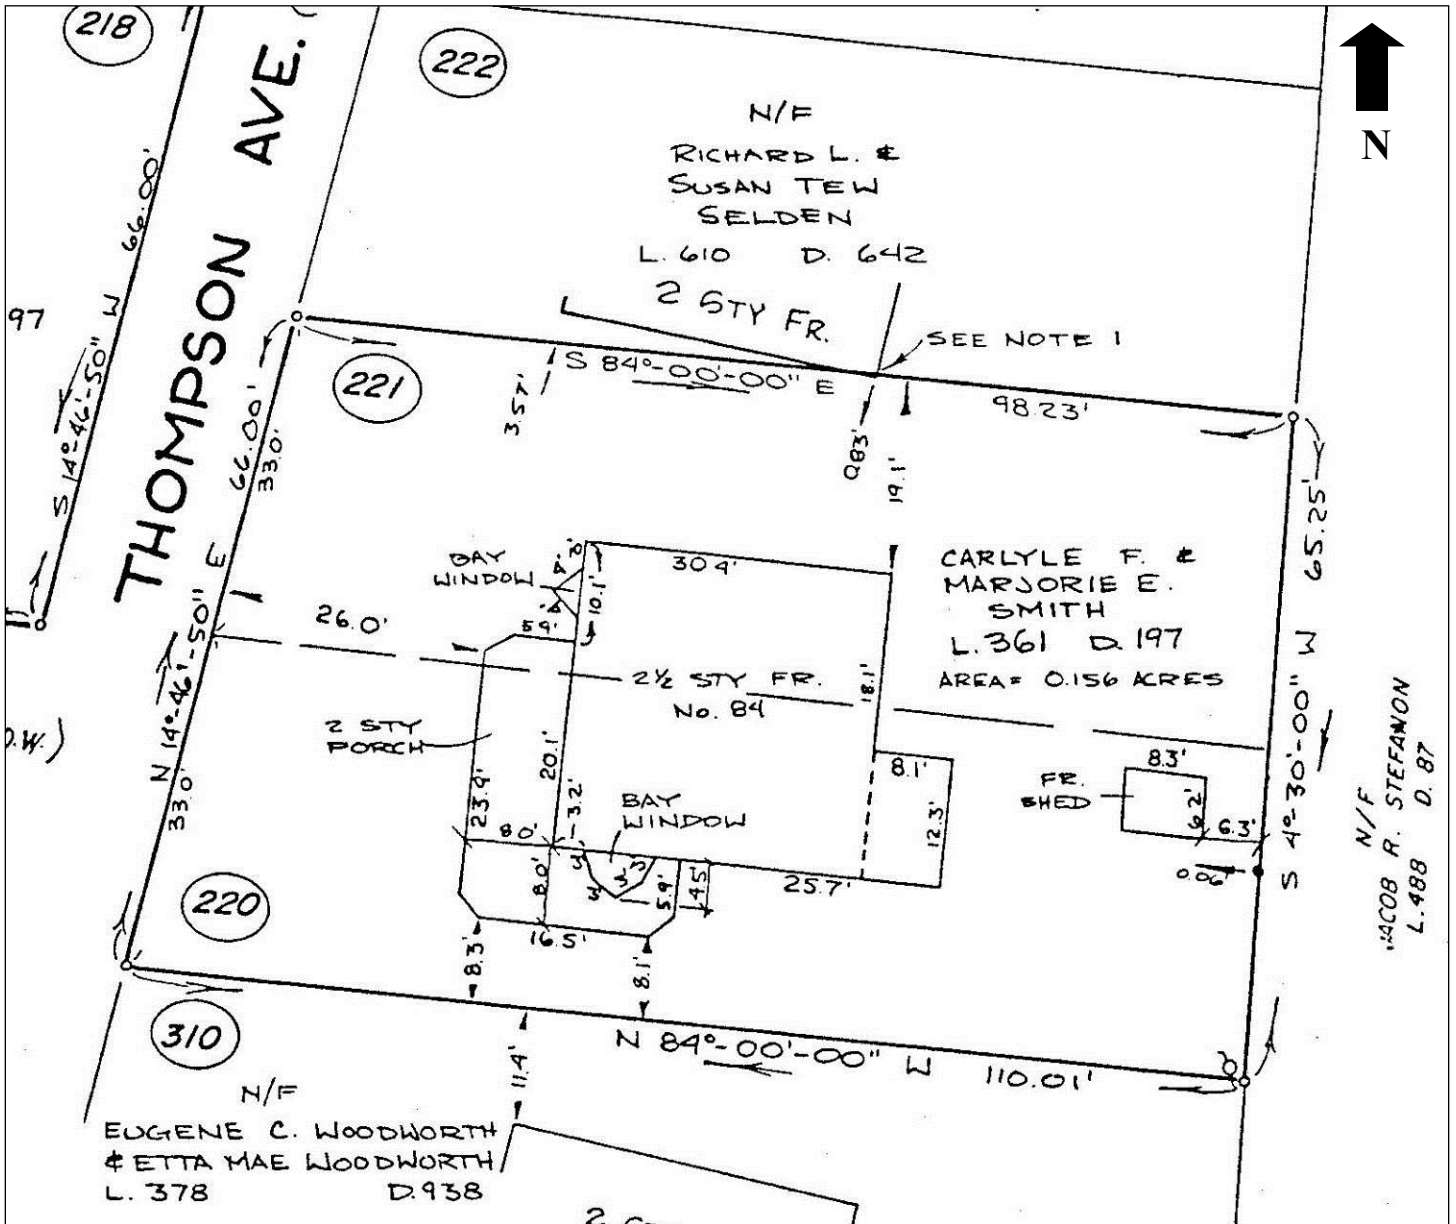 218
222
N
N/F
RICHARD L. &
SUSAN TEW
SELDEN
L. 610 D. 642
2 STY FR.
SEE NOTE 1
THOMPSON AVE. (
66.00'
S 14°-46'-50" W
97
221
S 84°-00'-00" E
98.23'
3.57'
0.83'
19.1'
66.00'
33.0'
N 14°-46'-50" E
33.0'
65.25'
S 4°-30'-00" W
BAY
WINDOW
30.4'
10.1'
5.9'
26.0'
CARLYLE F. &
MARJORIE E.
SMITH
L. 361 D. 197
AREA = 0.156 ACRES
2½ STY FR.
No. 84
18.1'
2 STY
PORCH
20.1'
23.9'
3.2'
BAY
WINDOW
8.1'
12.3'
FR.
SHED
8.3'
6.2'
6.3'
0.06'
8.0'
8.0'
5.9'
4.5'
25.7'
16.5'
8.3'
8.1'
N/F
JACOB R. STEFANON
L. 488 D. 87
O.W.)
220
310
N 84°-00'-00" W
110.01'
11.4'
N/F
EUGENE C. WOODWORTH
& ETTA MAE WOODWORTH
L. 378 D. 938
2